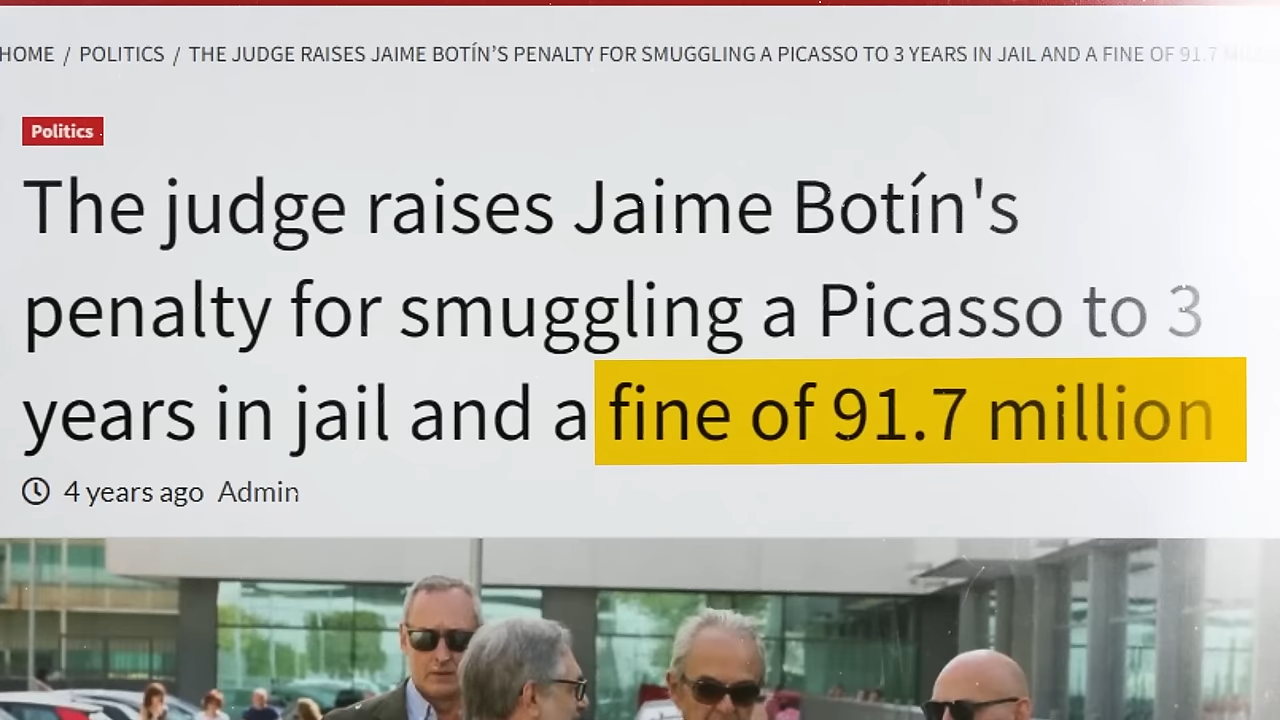 HOME / POLITICS / THE JUDGE RAISES JAIME BOTÍN’S PENALTY FOR SMUGGLING A PICASSO TO 3 YEARS IN JAIL AND A FINE OF 91.7
Politics
The judge raises Jaime Botín's
penalty for smuggling a Picasso to 3
years in jail and a fine of 91.7 million
4 years ago Admin